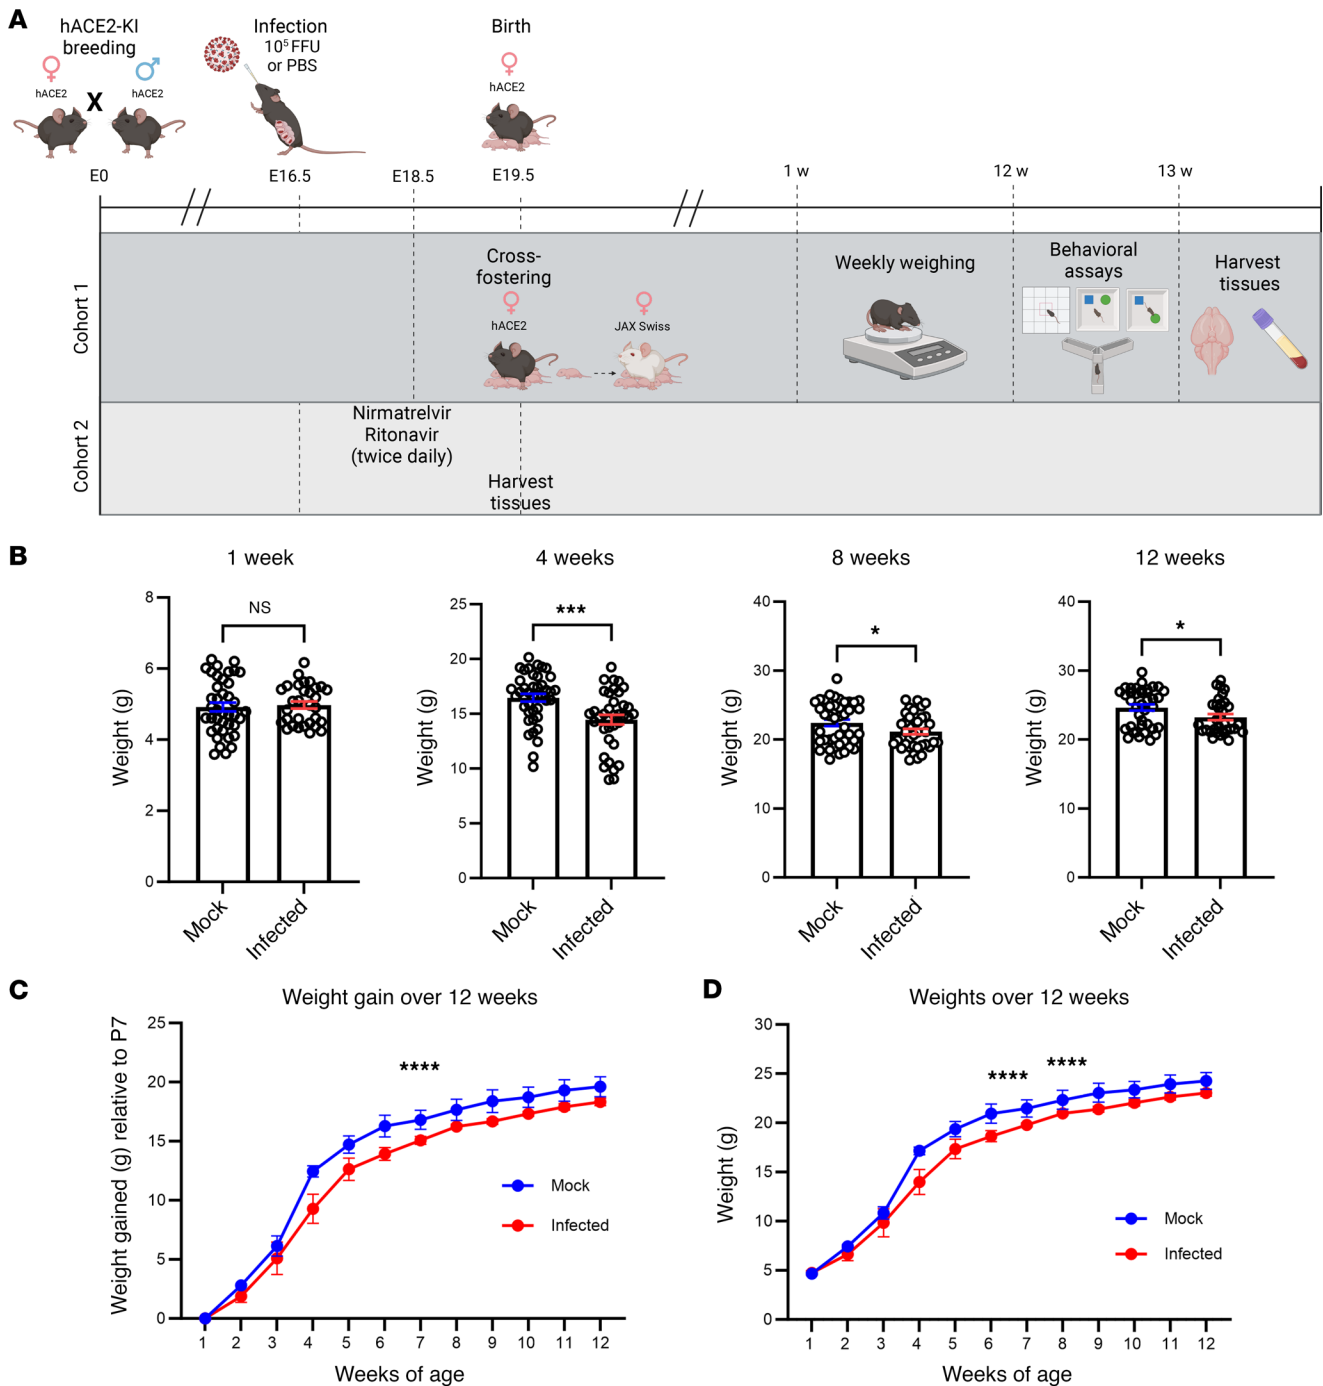 A
hACE2-KI
breeding
hACE2
X
hACE2
Infection
10⁵ FFU
or PBS
Birth
hACE2
E0
E16.5
E18.5
E19.5
1 w
12 w
13 w
Cohort 1
Cross-
fostering
hACE2
JAX Swiss
Weekly weighing
Behavioral
assays
Harvest
tissues
Cohort 2
Nirmatrelvir
Ritonavir
(twice daily)
Harvest
tissues
B
1 week
Weight (g)
8
6
4
2
0
NS
Mock
Infected
4 weeks
Weight (g)
25
20
15
10
5
0
***
Mock
Infected
8 weeks
Weight (g)
40
30
20
10
0
*
Mock
Infected
12 weeks
Weight (g)
40
30
20
10
0
*
Mock
Infected
C
Weight gain over 12 weeks
Weight gained (g) relative to P7
25
20
15
10
5
0
****
Mock
Infected
1 2 3 4 5 6 7 8 9 10 11 12
Weeks of age
D
Weights over 12 weeks
Weight (g)
30
25
20
15
10
5
0
**** ****
Mock
Infected
1 2 3 4 5 6 7 8 9 10 11 12
Weeks of age